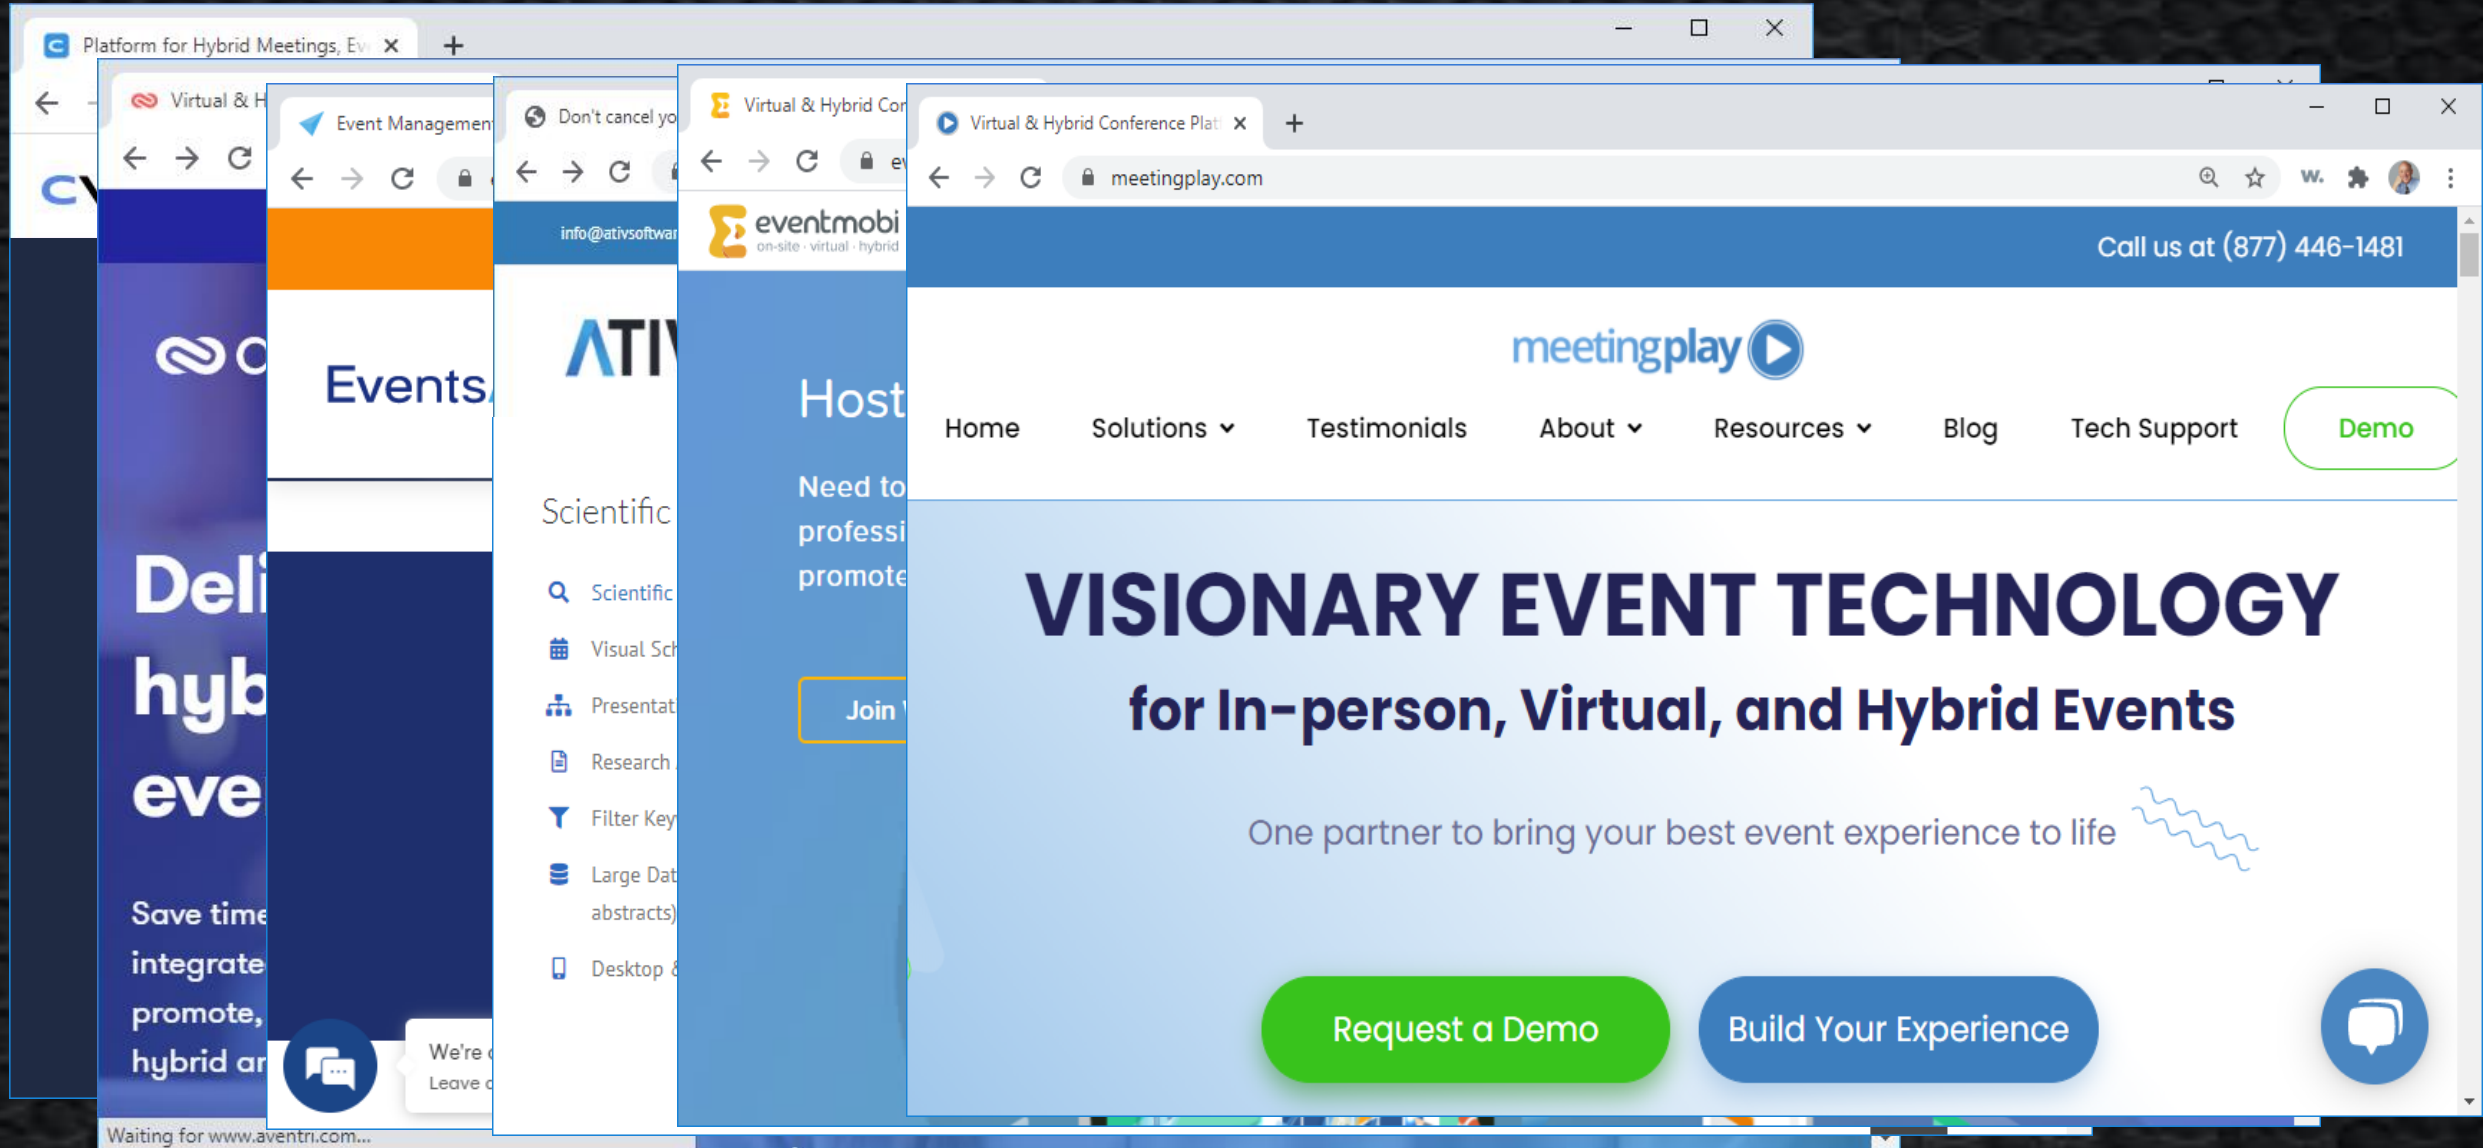 Platform for Hybrid Meetings, Ev
Virtual & H
Event Managemen
Don't cancel yo
Virtual & Hybrid Cor
Virtual & Hybrid Conference Plat
meetingplay.com
w.
Call us at (877) 446-1481
meetingplay
Home Solutions Testimonials About Resources Blog Tech Support Demo
VISIONARY EVENT TECHNOLOGY
for In-person, Virtual, and Hybrid Events
One partner to bring your best event experience to life
Request a Demo Build Your Experience
eventmobi
on-site · virtual · hybrid
Host
Need to
professi
promote
Join
info@ativsoftwar
ATIV
Scientific
Scientific
Visual Sch
Presentat
Research
Filter Key
Large Dat
abstracts)
Desktop &
Events
We're
Leave
Deli
hyb
eve
Save time
integrate
promote,
hybrid ar
Waiting for www.aventri.com...